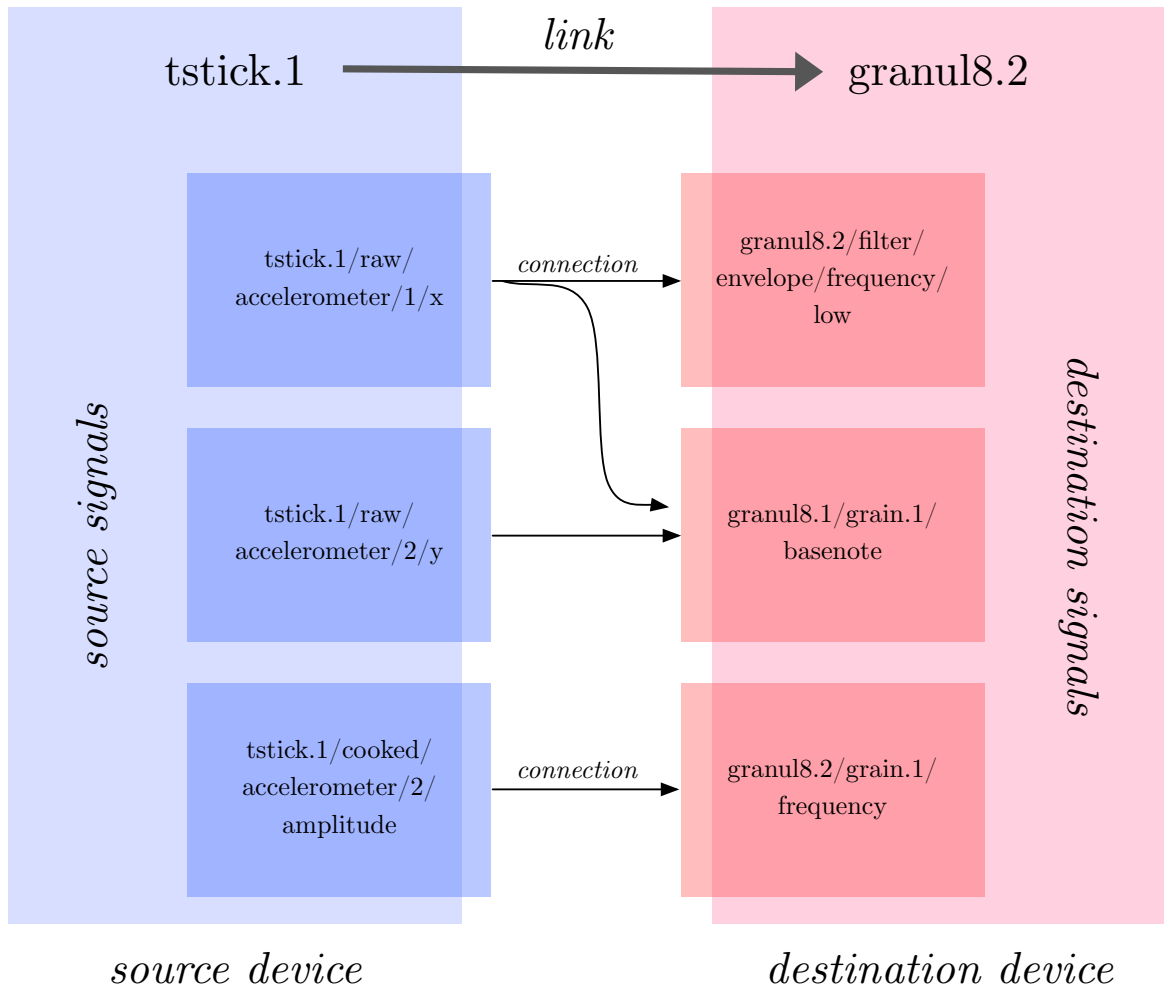 link
tstick.1
granul8.2
tstick.1/raw/
accelerometer/1/x
connection
granul8.2/filter/
envelope/frequency/
low
source signals
destination signals
tstick.1/raw/
accelerometer/2/y
granul8.1/grain.1/
basenote
tstick.1/cooked/
accelerometer/2/
amplitude
connection
granul8.2/grain.1/
frequency
source device
destination device